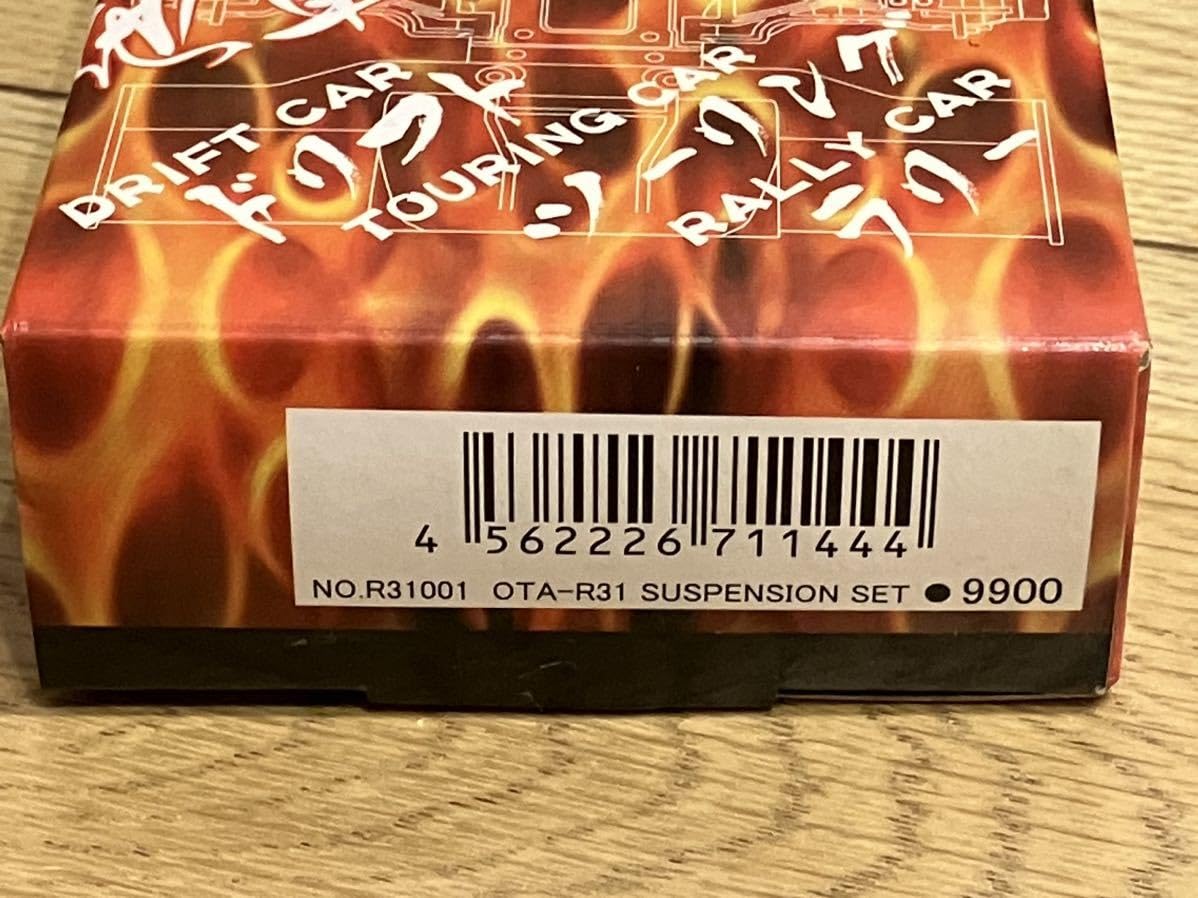 DRIFT CAR
ドリフト
TOURING CAR
ツーリング
RALLY CAR
ラリー
4 562226 711444
NO.R31001 OTA-R31 SUSPENSION SET ●9900